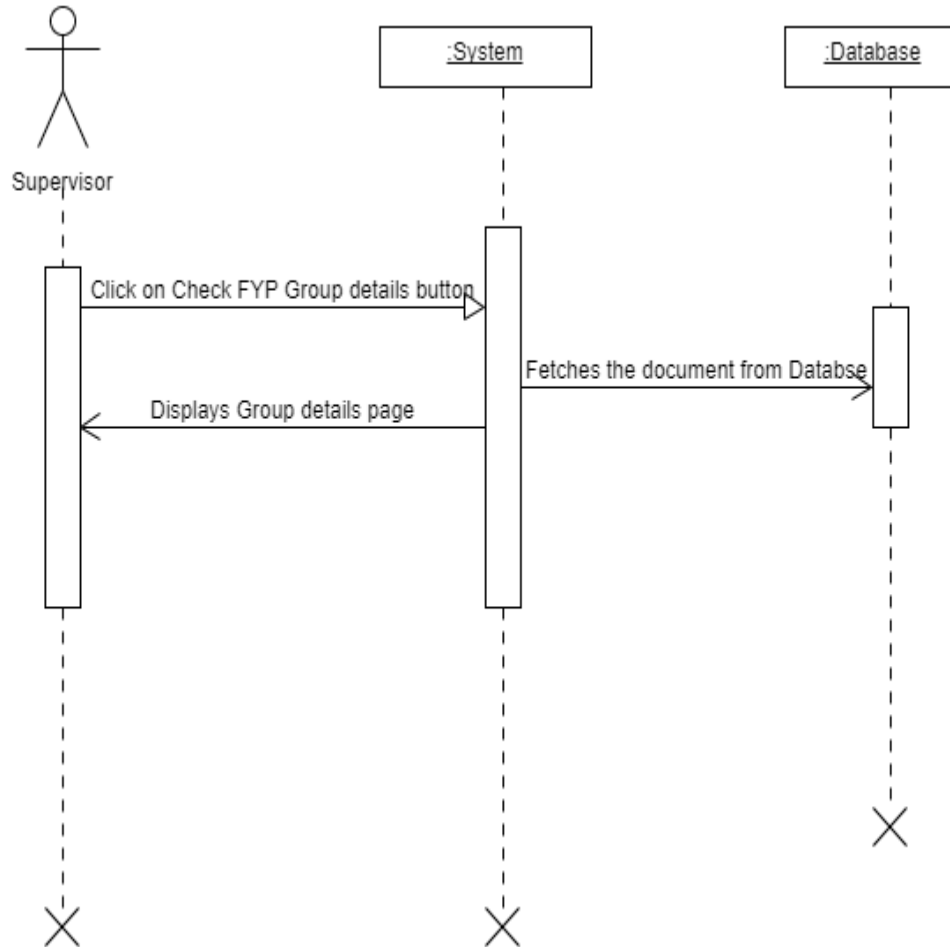 :System
:Database
Supervisor
Click on Check FYP Group details button
Fetches the document from Databse
Displays Group details page